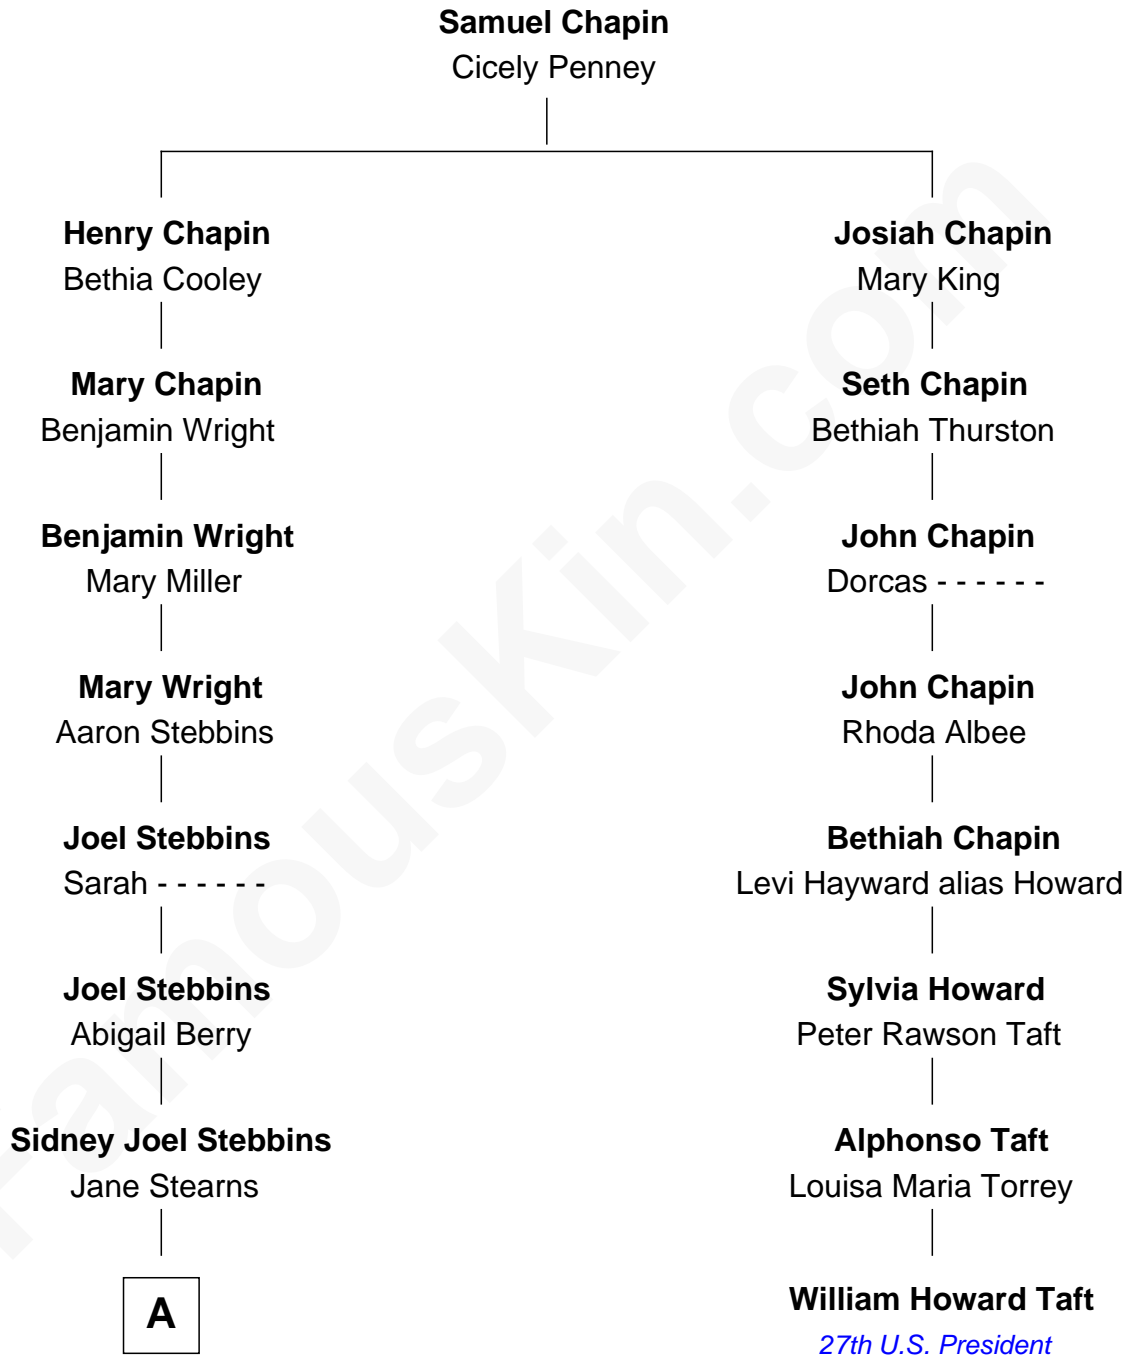 Samuel Chapin
Cicely Penney
Henry Chapin
Bethia Cooley
Josiah Chapin
Mary King
Mary Chapin
Benjamin Wright
Seth Chapin
Bethiah Thurston
Benjamin Wright
Mary Miller
John Chapin
Dorcas - - - - - -
Mary Wright
Aaron Stebbins
John Chapin
Rhoda Albee
Joel Stebbins
Sarah - - - - - -
Bethiah Chapin
Levi Hayward alias Howard
Joel Stebbins
Abigail Berry
Sylvia Howard
Peter Rawson Taft
Sidney Joel Stebbins
Jane Stearns
Alphonso Taft
Louisa Maria Torrey
A
William Howard Taft
27th U.S. President
FamousKin.com